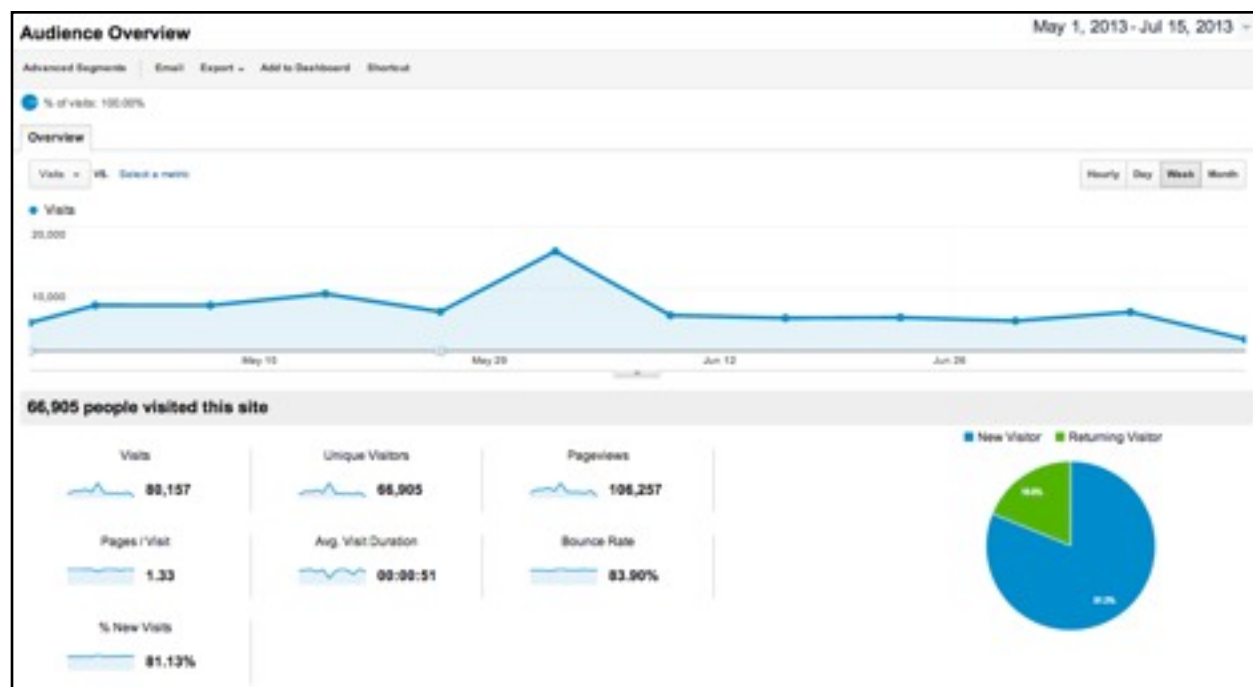 Audience Overview
May 1, 2013 - Jul 15, 2013
Advanced Segments Email Export Add to Dashboard Shortcut
% of visits: 100.00%
Overview
Visits VS. Select a metric
Hourly Day Week Month
Visits
20,000
10,000
May 10 Jun 12 Jun 26
66,905 people visited this site
New Visitor Returning Visitor
Visits Unique Visitors Pageviews
80,157 66,905 106,257
Pages / Visit Avg. Visit Duration Bounce Rate
1.33 00:00:51 83.90%
% New Visits
81.13%